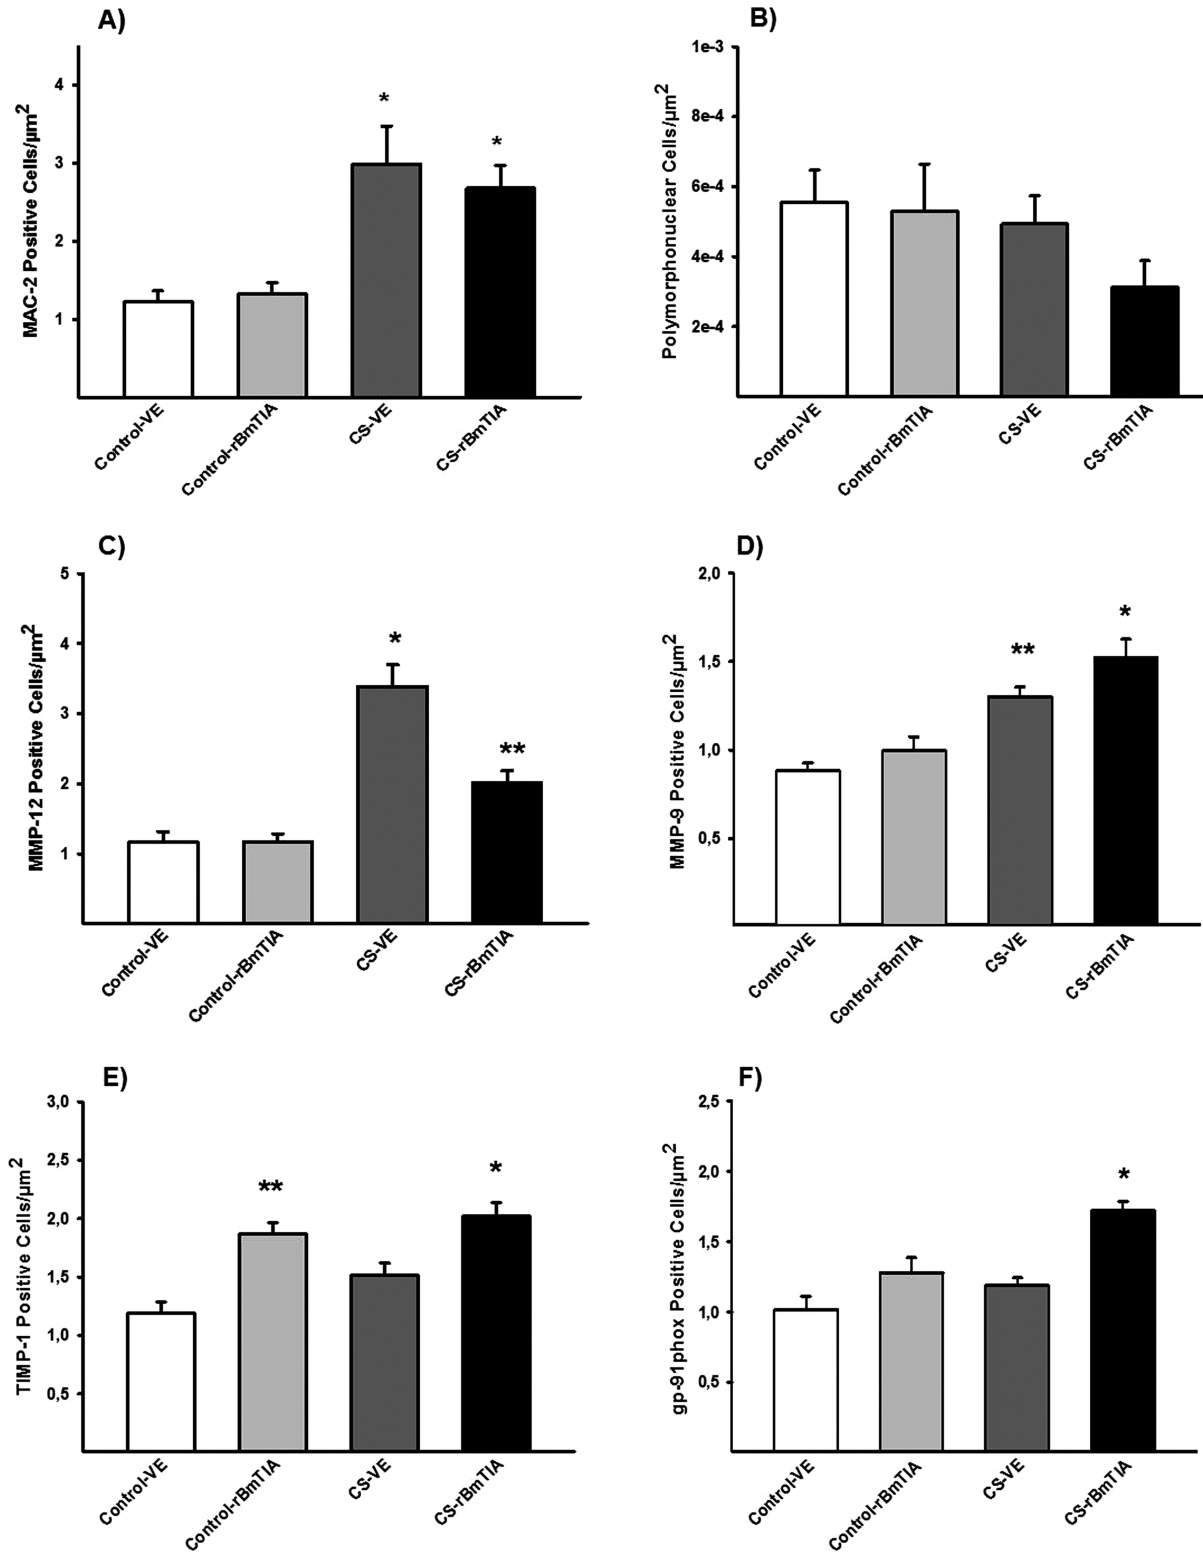 A)
MAC-2 Positive Cells/µm2
4
3
2
1
*
*
Control-VE
Control-rBmTIA
CS-VE
CS-rBmTIA
B)
Polymorphonuclear Cells/µm2
1e-3
8e-4
6e-4
4e-4
2e-4
Control-VE
Control-rBmTIA
CS-VE
CS-rBmTIA
C)
MMP-12 Positive Cells/µm2
5
4
3
2
1
*
**
Control-VE
Control-rBmTIA
CS-VE
CS-rBmTIA
D)
MMP-9 Positive Cells/µm2
2,0
1,5
1,0
0,5
**
*
Control-VE
Control-rBmTIA
CS-VE
CS-rBmTIA
E)
TIMP-1 Positive Cells/µm2
3,0
2,5
2,0
1,5
1,0
0,5
**
*
Control-VE
Control-rBmTIA
CS-VE
CS-rBmTIA
F)
gp-91phox Positive Cells/µm2
2,5
2,0
1,5
1,0
0,5
*
Control-VE
Control-rBmTIA
CS-VE
CS-rBmTIA